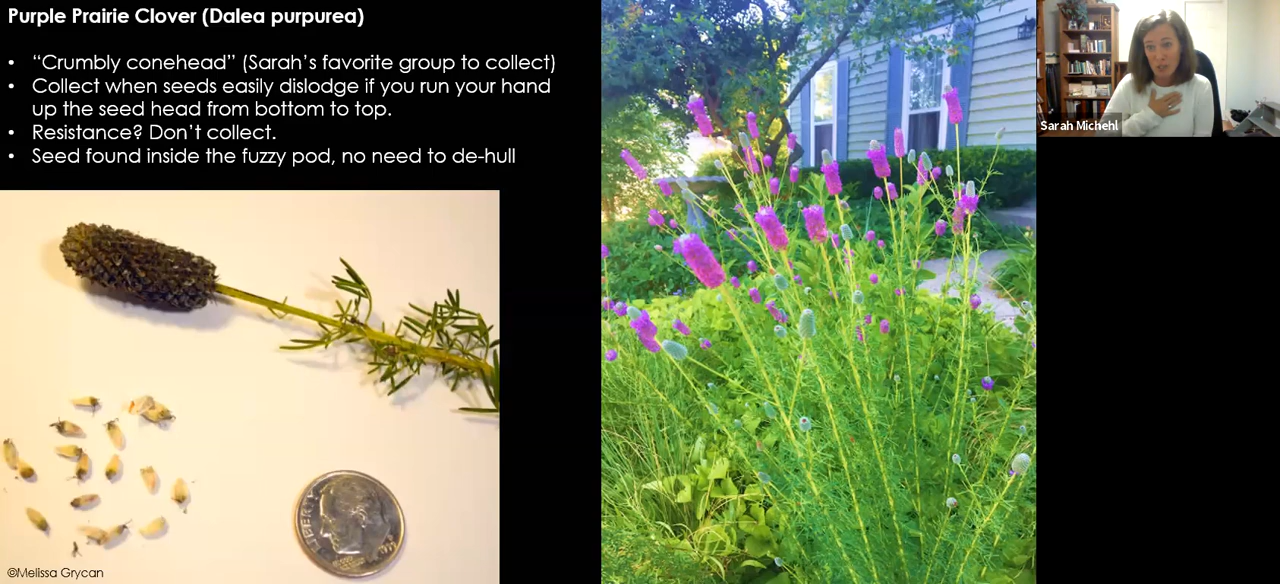 Purple Prairie Clover (Dalea purpurea)
• “Crumbly conehead” (Sarah’s favorite group to collect)
• Collect when seeds easily dislodge if you run your hand
up the seed head from bottom to top.
• Resistance? Don’t collect.
• Seed found inside the fuzzy pod, no need to de-hull
Sarah Michehl
LIBERTY
©Melissa Grycan